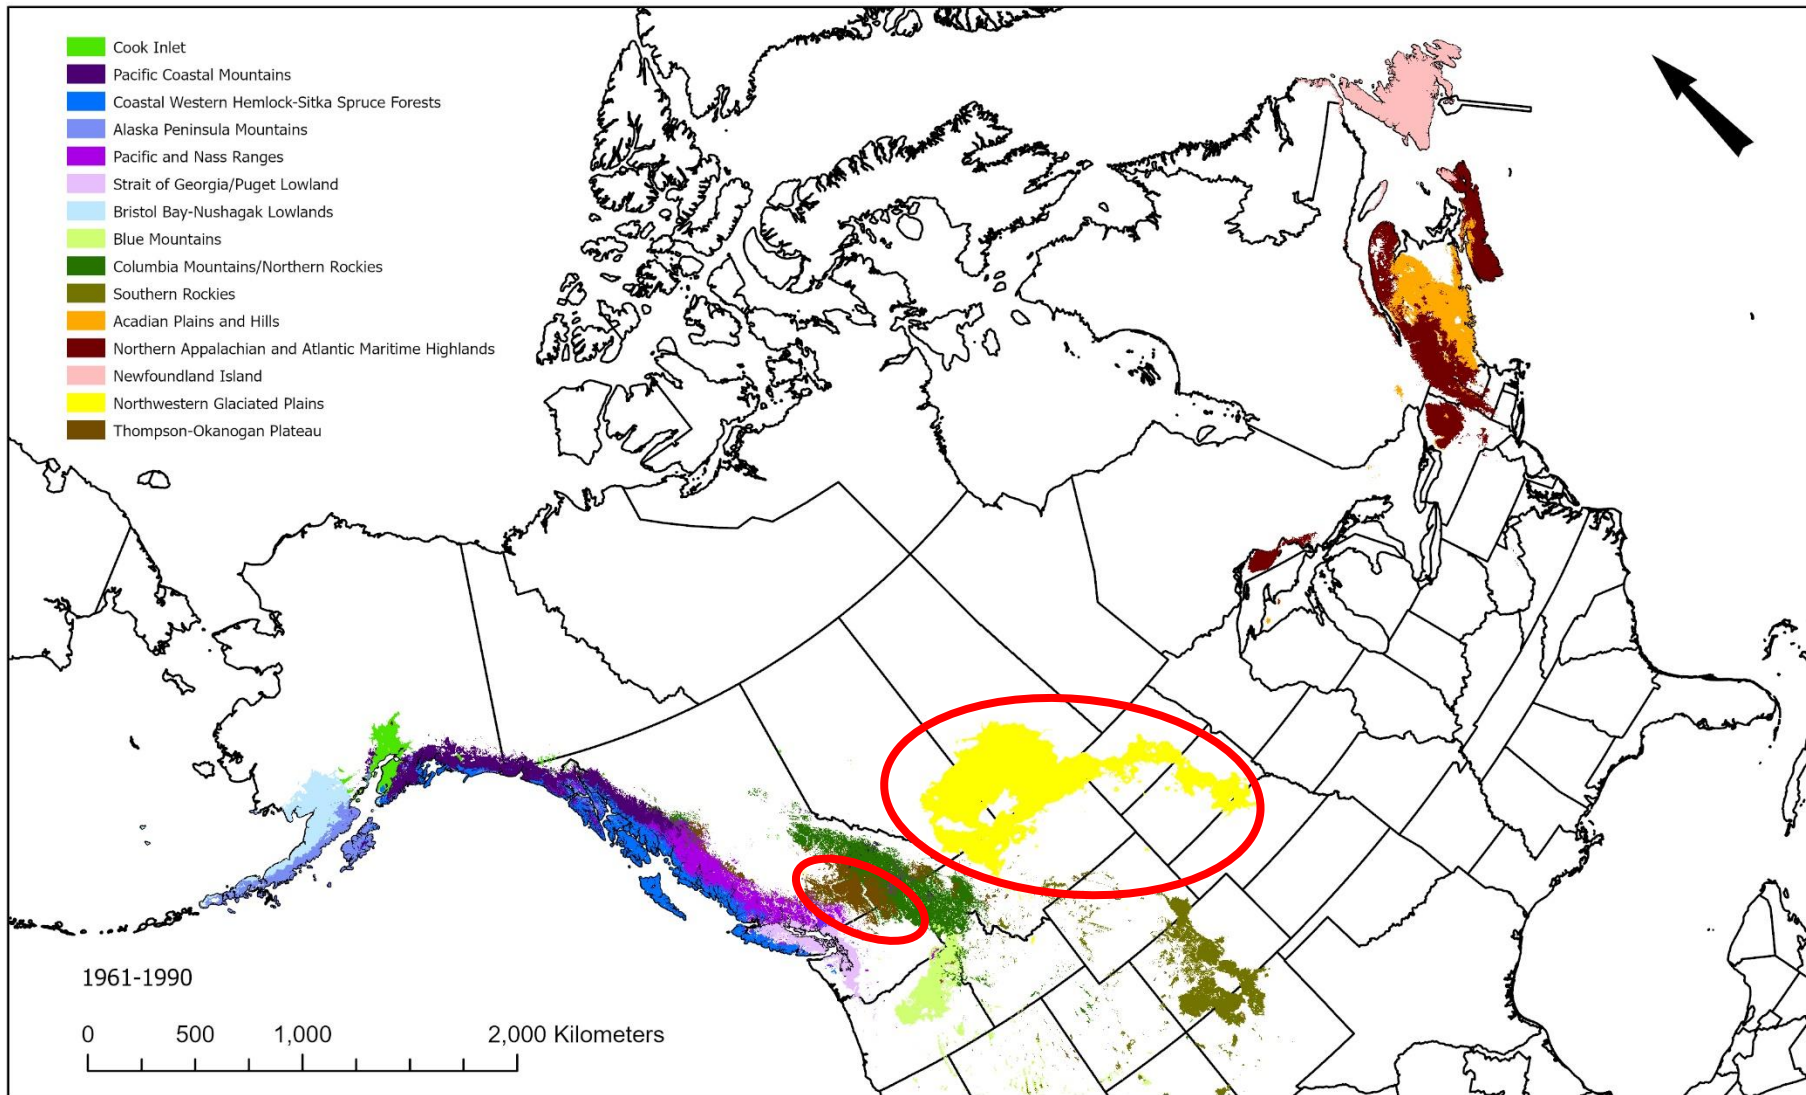 Cook Inlet
Pacific Coastal Mountains
Coastal Western Hemlock-Sitka Spruce Forests
Alaska Peninsula Mountains
Pacific and Nass Ranges
Strait of Georgia/Puget Lowland
Bristol Bay-Nushagak Lowlands
Blue Mountains
Columbia Mountains/Northern Rockies
Southern Rockies
Acadian Plains and Hills
Northern Appalachian and Atlantic Maritime Highlands
Newfoundland Island
Northwestern Glaciated Plains
Thompson-Okanogan Plateau
1961-1990
0 500 1,000 2,000 Kilometers